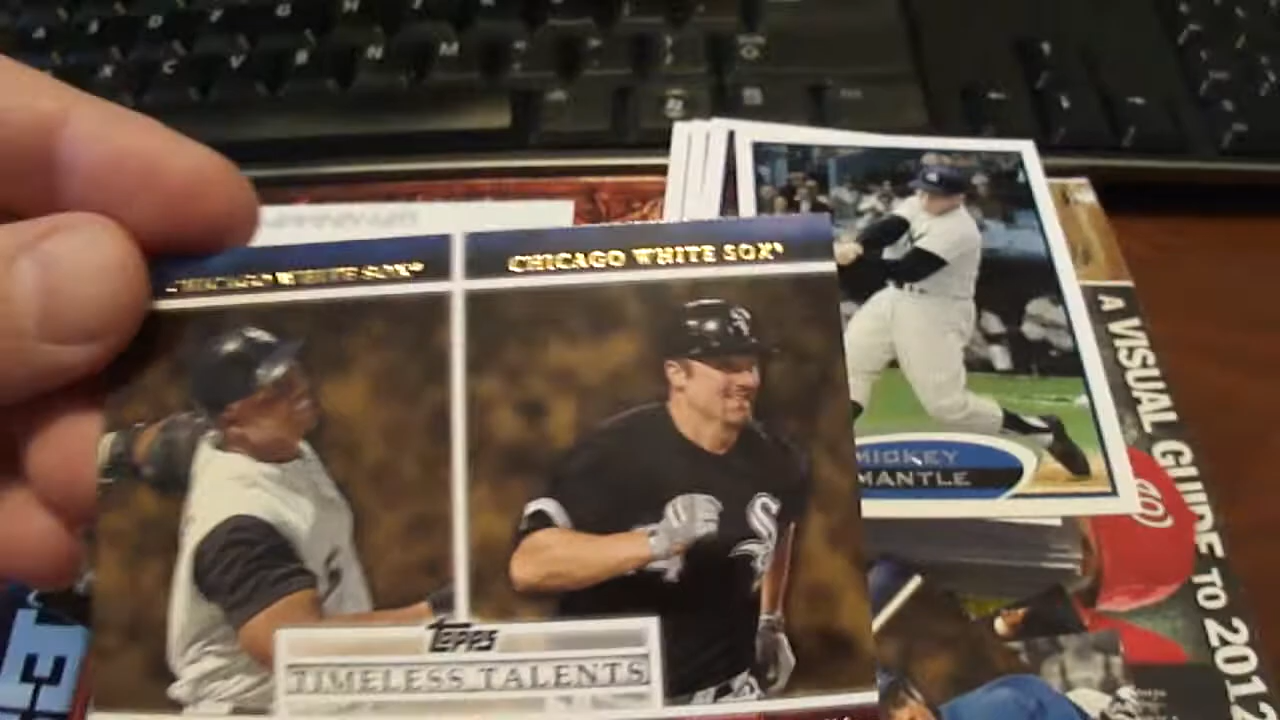 CHICAGO WHITE SOX®
CHICAGO WHITE SOX®
TOPPS
TIMELESS TALENTS
MICKEY
MANTLE
A VISUAL GUIDE TO 2012